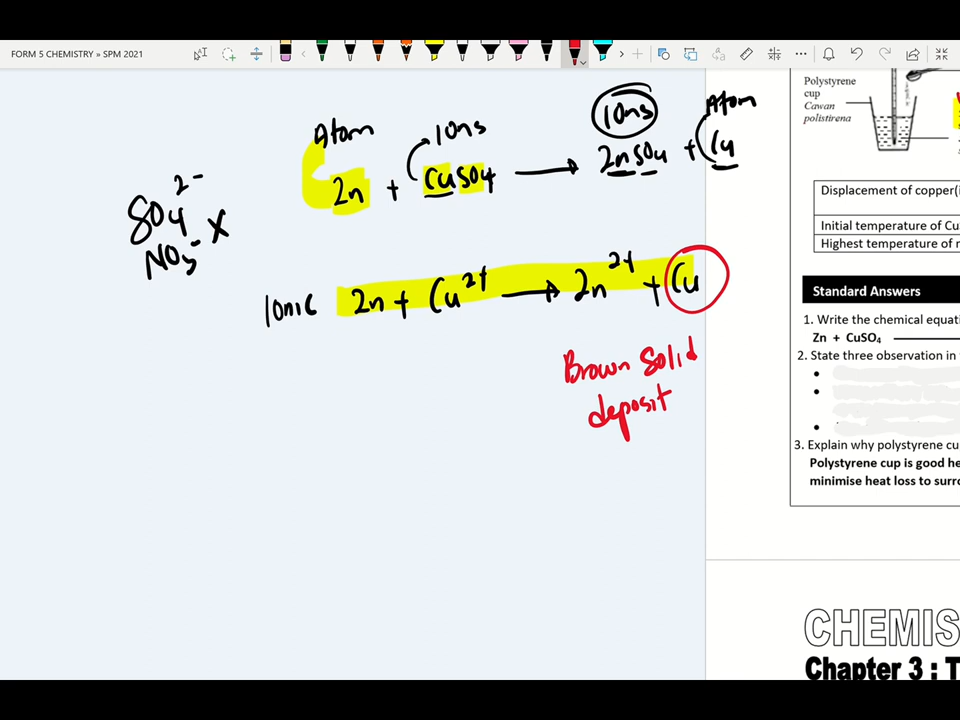 FORM 5 CHEMISTRY » SPM 2021
Atom
Ions
Ions
Atom
Zn + CuSO4 → ZnSO4 + Cu
SO4²⁻ X
NO3⁻
Ionic Zn + Cu²⁺ → Zn²⁺ + Cu
Brown solid
deposit
Polystyrene
cup
Cawan
polistirena
Displacement of copper(i
Initial temperature of Cu
Highest temperature of r
Standard Answers
1. Write the chemical equati
Zn + CuSO4
2. State three observation in
3. Explain why polystyrene cu
Polystyrene cup is good he
minimise heat loss to surro
CHEMIS
Chapter 3 : T